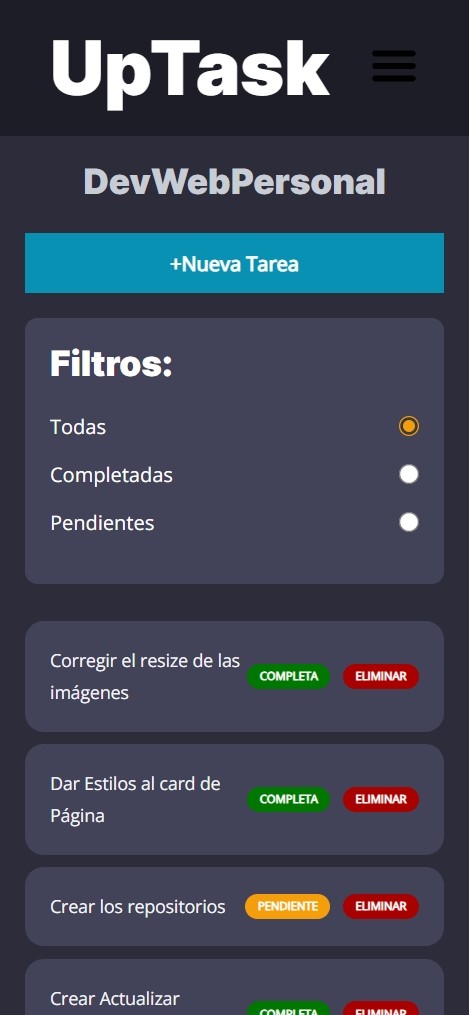 UpTask
DevWebPersonal
+Nueva Tarea
Filtros:
Todas
Completadas
Pendientes
Corregir el resize de las
imágenes
COMPLETA
ELIMINAR
Dar Estilos al card de
Página
COMPLETA
ELIMINAR
Crear los repositorios
PENDIENTE
ELIMINAR
Crear Actualizar
COMPLETA
ELIMINAR